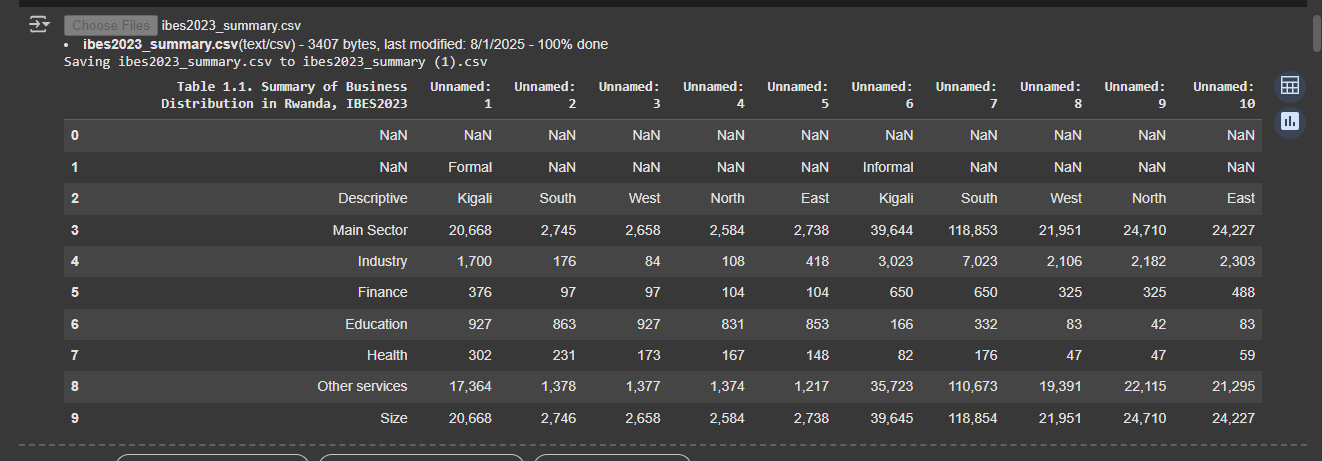 Choose Files ibes2023_summary.csv
• ibes2023_summary.csv(text/csv) - 3407 bytes, last modified: 8/1/2025 - 100% done
Saving ibes2023_summary.csv to ibes2023_summary (1).csv
Table 1.1. Summary of Business Unnamed: Unnamed: Unnamed: Unnamed: Unnamed: Unnamed: Unnamed: Unnamed: Unnamed: Unnamed:
Distribution in Rwanda, IBES2023 1 2 3 4 5 6 7 8 9 10
0 NaN NaN NaN NaN NaN NaN NaN NaN NaN NaN NaN
1 NaN Formal NaN NaN NaN NaN Informal NaN NaN NaN NaN
2 Descriptive Kigali South West North East Kigali South West North East
3 Main Sector 20,668 2,745 2,658 2,584 2,738 39,644 118,853 21,951 24,710 24,227
4 Industry 1,700 176 84 108 418 3,023 7,023 2,106 2,182 2,303
5 Finance 376 97 97 104 104 650 650 325 325 488
6 Education 927 863 927 831 853 166 332 83 42 83
7 Health 302 231 173 167 148 82 176 47 47 59
8 Other services 17,364 1,378 1,377 1,374 1,217 35,723 110,673 19,391 22,115 21,295
9 Size 20,668 2,746 2,658 2,584 2,738 39,645 118,854 21,951 24,710 24,227